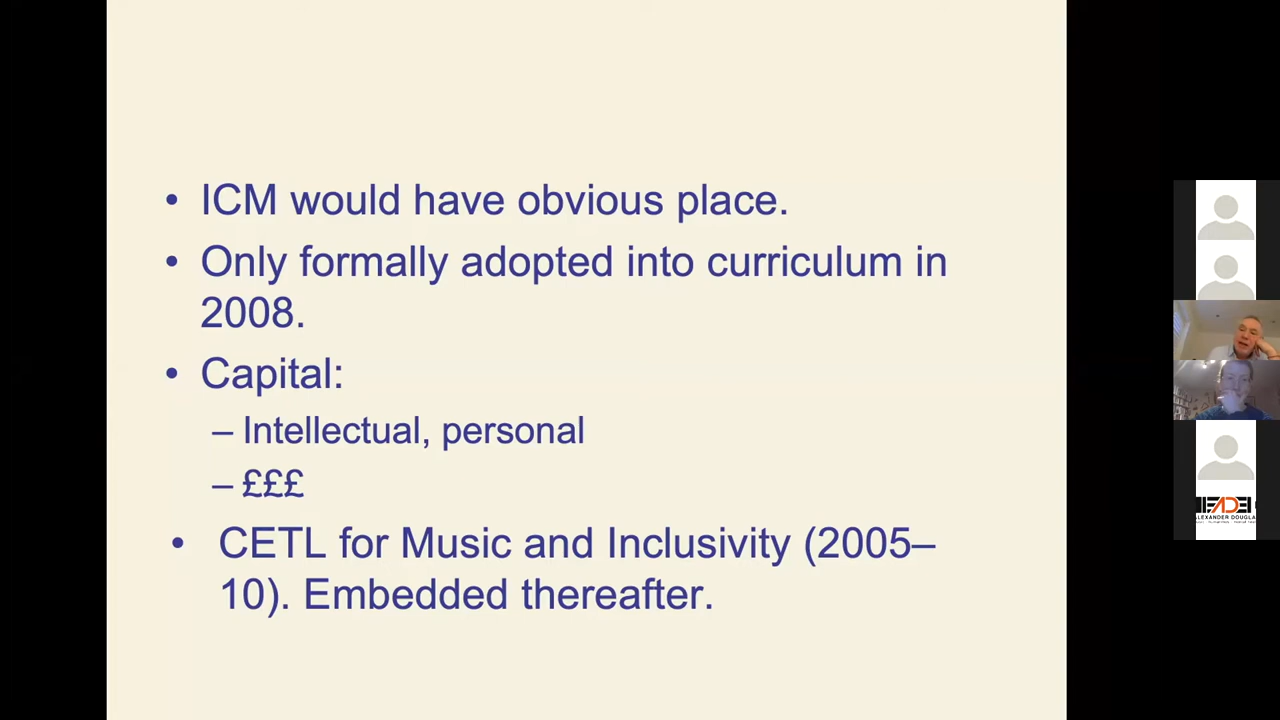 • ICM would have obvious place.
• Only formally adopted into curriculum in
2008.
• Capital:
– Intellectual, personal
– £££
• CETL for Music and Inclusivity (2005–
10). Embedded thereafter.
ALEXANDER DOUGLA